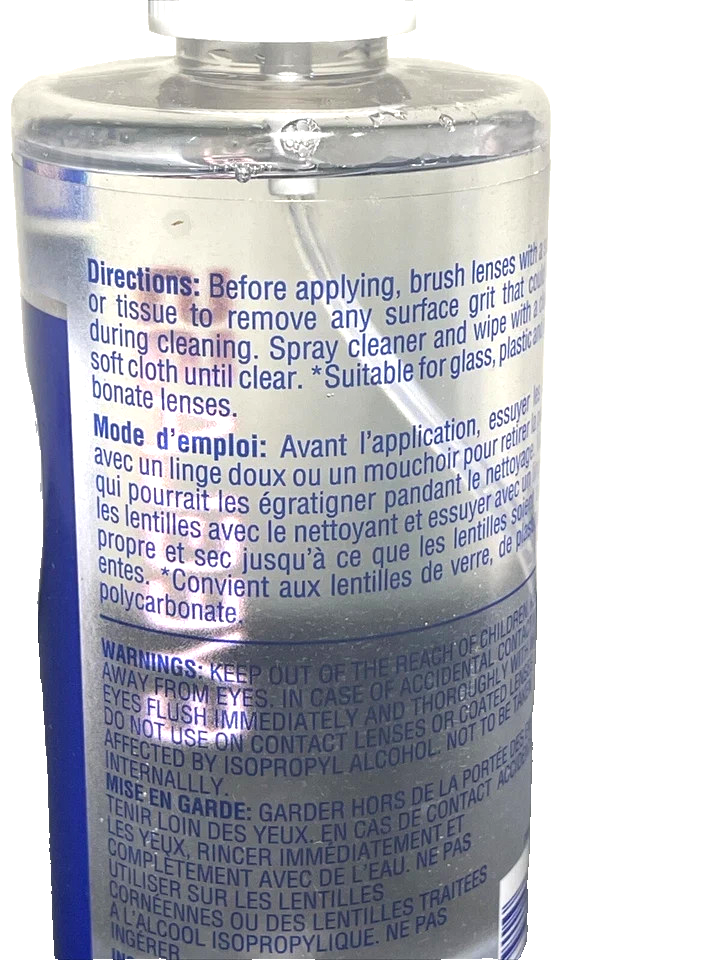 Directions: Before applying, brush lenses with a
or tissue to remove any surface grit that
during cleaning. Spray cleaner and wipe with a
soft cloth until clear. *Suitable for glass, plastic
bonate lenses.
Mode d'emploi: Avant l'application, essuyer
avec un linge doux ou un mouchoir pour retirer
qui pourrait les égratigner pandant le nettoyage.
les lentilles avec le nettoyant et essuyer avec un
propre et sec jusqu'à ce que les lentilles
entes. *Convient aux lentilles de verre, de
polycarbonate.
WARNINGS: KEEP OUT OF THE REACH OF CHILDREN.
AWAY FROM EYES. IN CASE OF ACCIDENTAL CONTACT
EYES FLUSH IMMEDIATELY AND THOROUGHLY WITH
DO NOT USE ON CONTACT LENSES OR COATED
AFFECTED BY ISOPROPYL ALCOHOL. NOT TO BE
INTERNALLLY.
MISE EN GARDE: GARDER HORS DE LA PORTÉE DES
TENIR LOIN DES YEUX. EN CAS DE CONTACT
LES YEUX, RINCER IMMÉDIATEMENT ET
COMPLÈTEMENT AVEC DE L'EAU. NE PAS
UTILISER SUR LES LENTILLES
CORNÉENNES OU DES LENTILLES TRAITÉES
À L'ALCOOL ISOPROPYLIQUE. NE PAS
INGÉRER